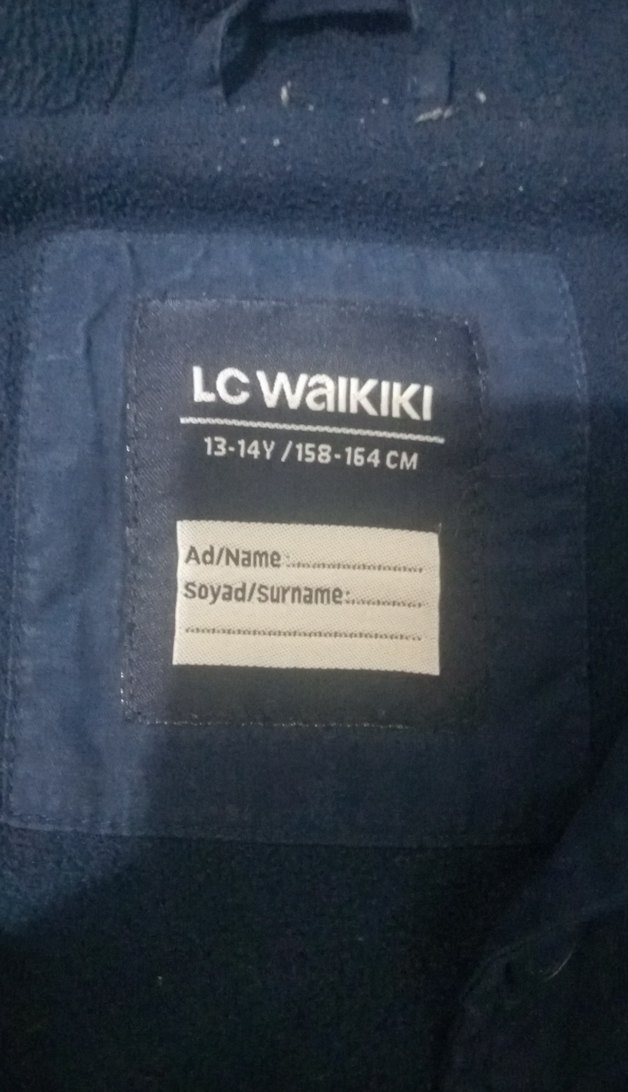 LC WAIKIKI
13-14Y / 158-164 CM
Ad/Name:...............................
Soyad/Surname:.................
.............................................